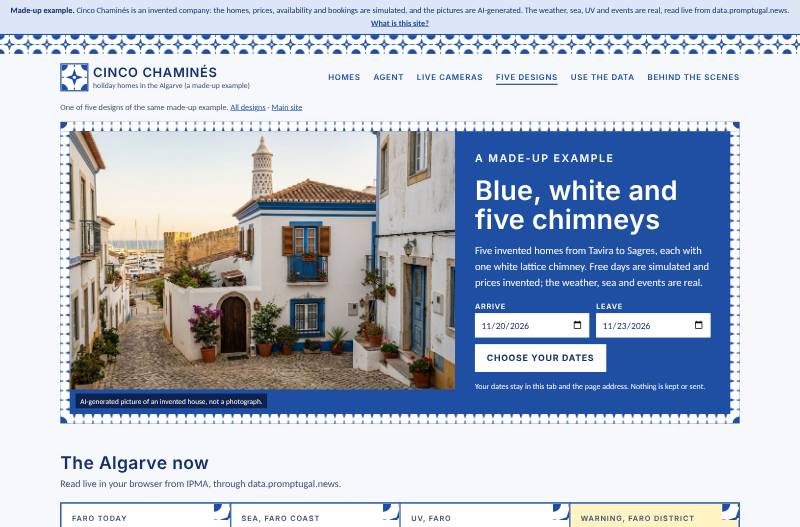 Made-up example. Cinco Chaminés is an invented company: the homes, prices, availability and bookings are simulated, and the pictures are AI-generated. The weather, sea, UV and events are real, read live from data.promptugal.news.
What is this site?
CINCO CHAMINÉS
holiday homes in the Algarve (a made-up example)
HOMES AGENT LIVE CAMERAS FIVE DESIGNS USE THE DATA BEHIND THE SCENES
One of five designs of the same made-up example. All designs · Main site
A MADE-UP EXAMPLE
Blue, white and
five chimneys
Five invented homes from Tavira to Sagres, each with
one white lattice chimney. Free days are simulated and
prices invented; the weather, sea and events are real.
ARRIVE LEAVE
11/20/2026 11/23/2026
CHOOSE YOUR DATES
Your dates stay in this tab and the page address. Nothing is kept or sent.
AI-generated picture of an invented house, not a photograph.
The Algarve now
Read live in your browser from IPMA, through data.promptugal.news.
FARO TODAY SEA, FARO COAST UV, FARO WARNING, FARO DISTRICT